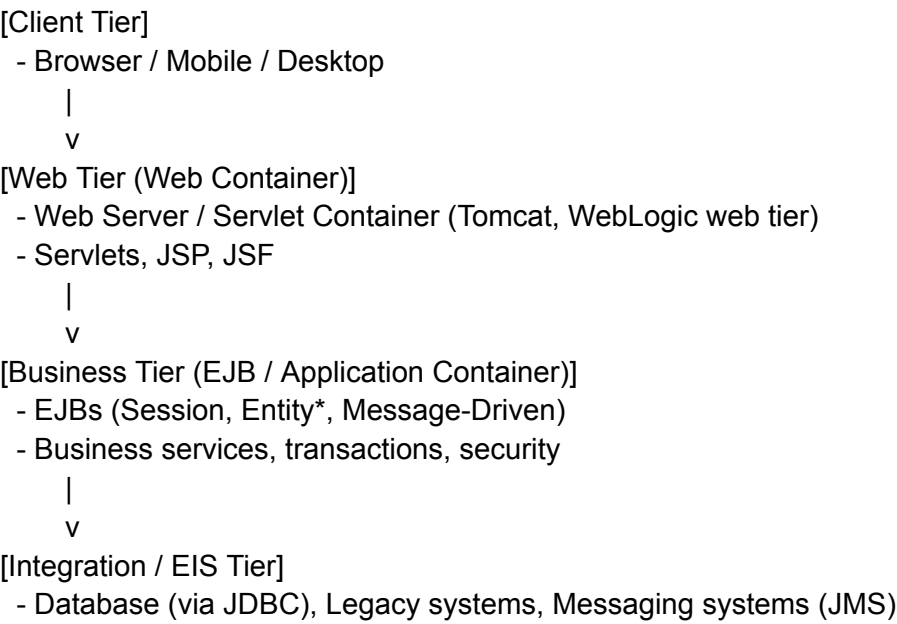 [Client Tier]
- Browser / Mobile / Desktop
|
v
[Web Tier (Web Container)]
- Web Server / Servlet Container (Tomcat, WebLogic web tier)
- Servlets, JSP, JSF
|
v
[Business Tier (EJB / Application Container)]
- EJBs (Session, Entity*, Message-Driven)
- Business services, transactions, security
|
v
[Integration / EIS Tier]
- Database (via JDBC), Legacy systems, Messaging systems (JMS)